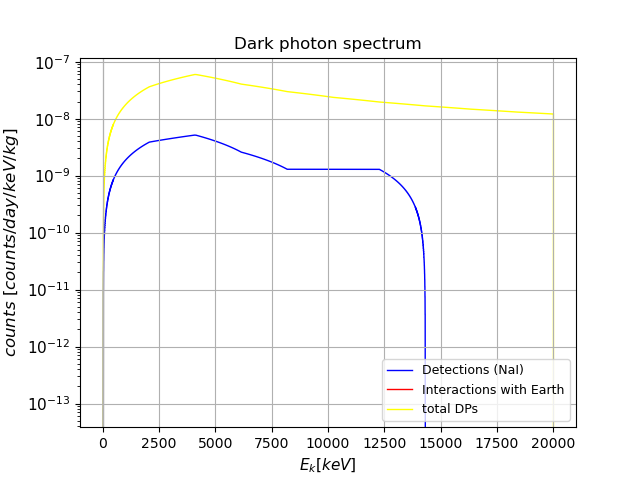 Dark photon spectrum
counts [counts/day/keV/kg]
10⁻⁷
10⁻⁸
10⁻⁹
10⁻¹⁰
10⁻¹¹
10⁻¹²
10⁻¹³
Detections (NaI)
Interactions with Earth
total DPs
0 2500 5000 7500 10000 12500 15000 17500 20000
E_k[keV]